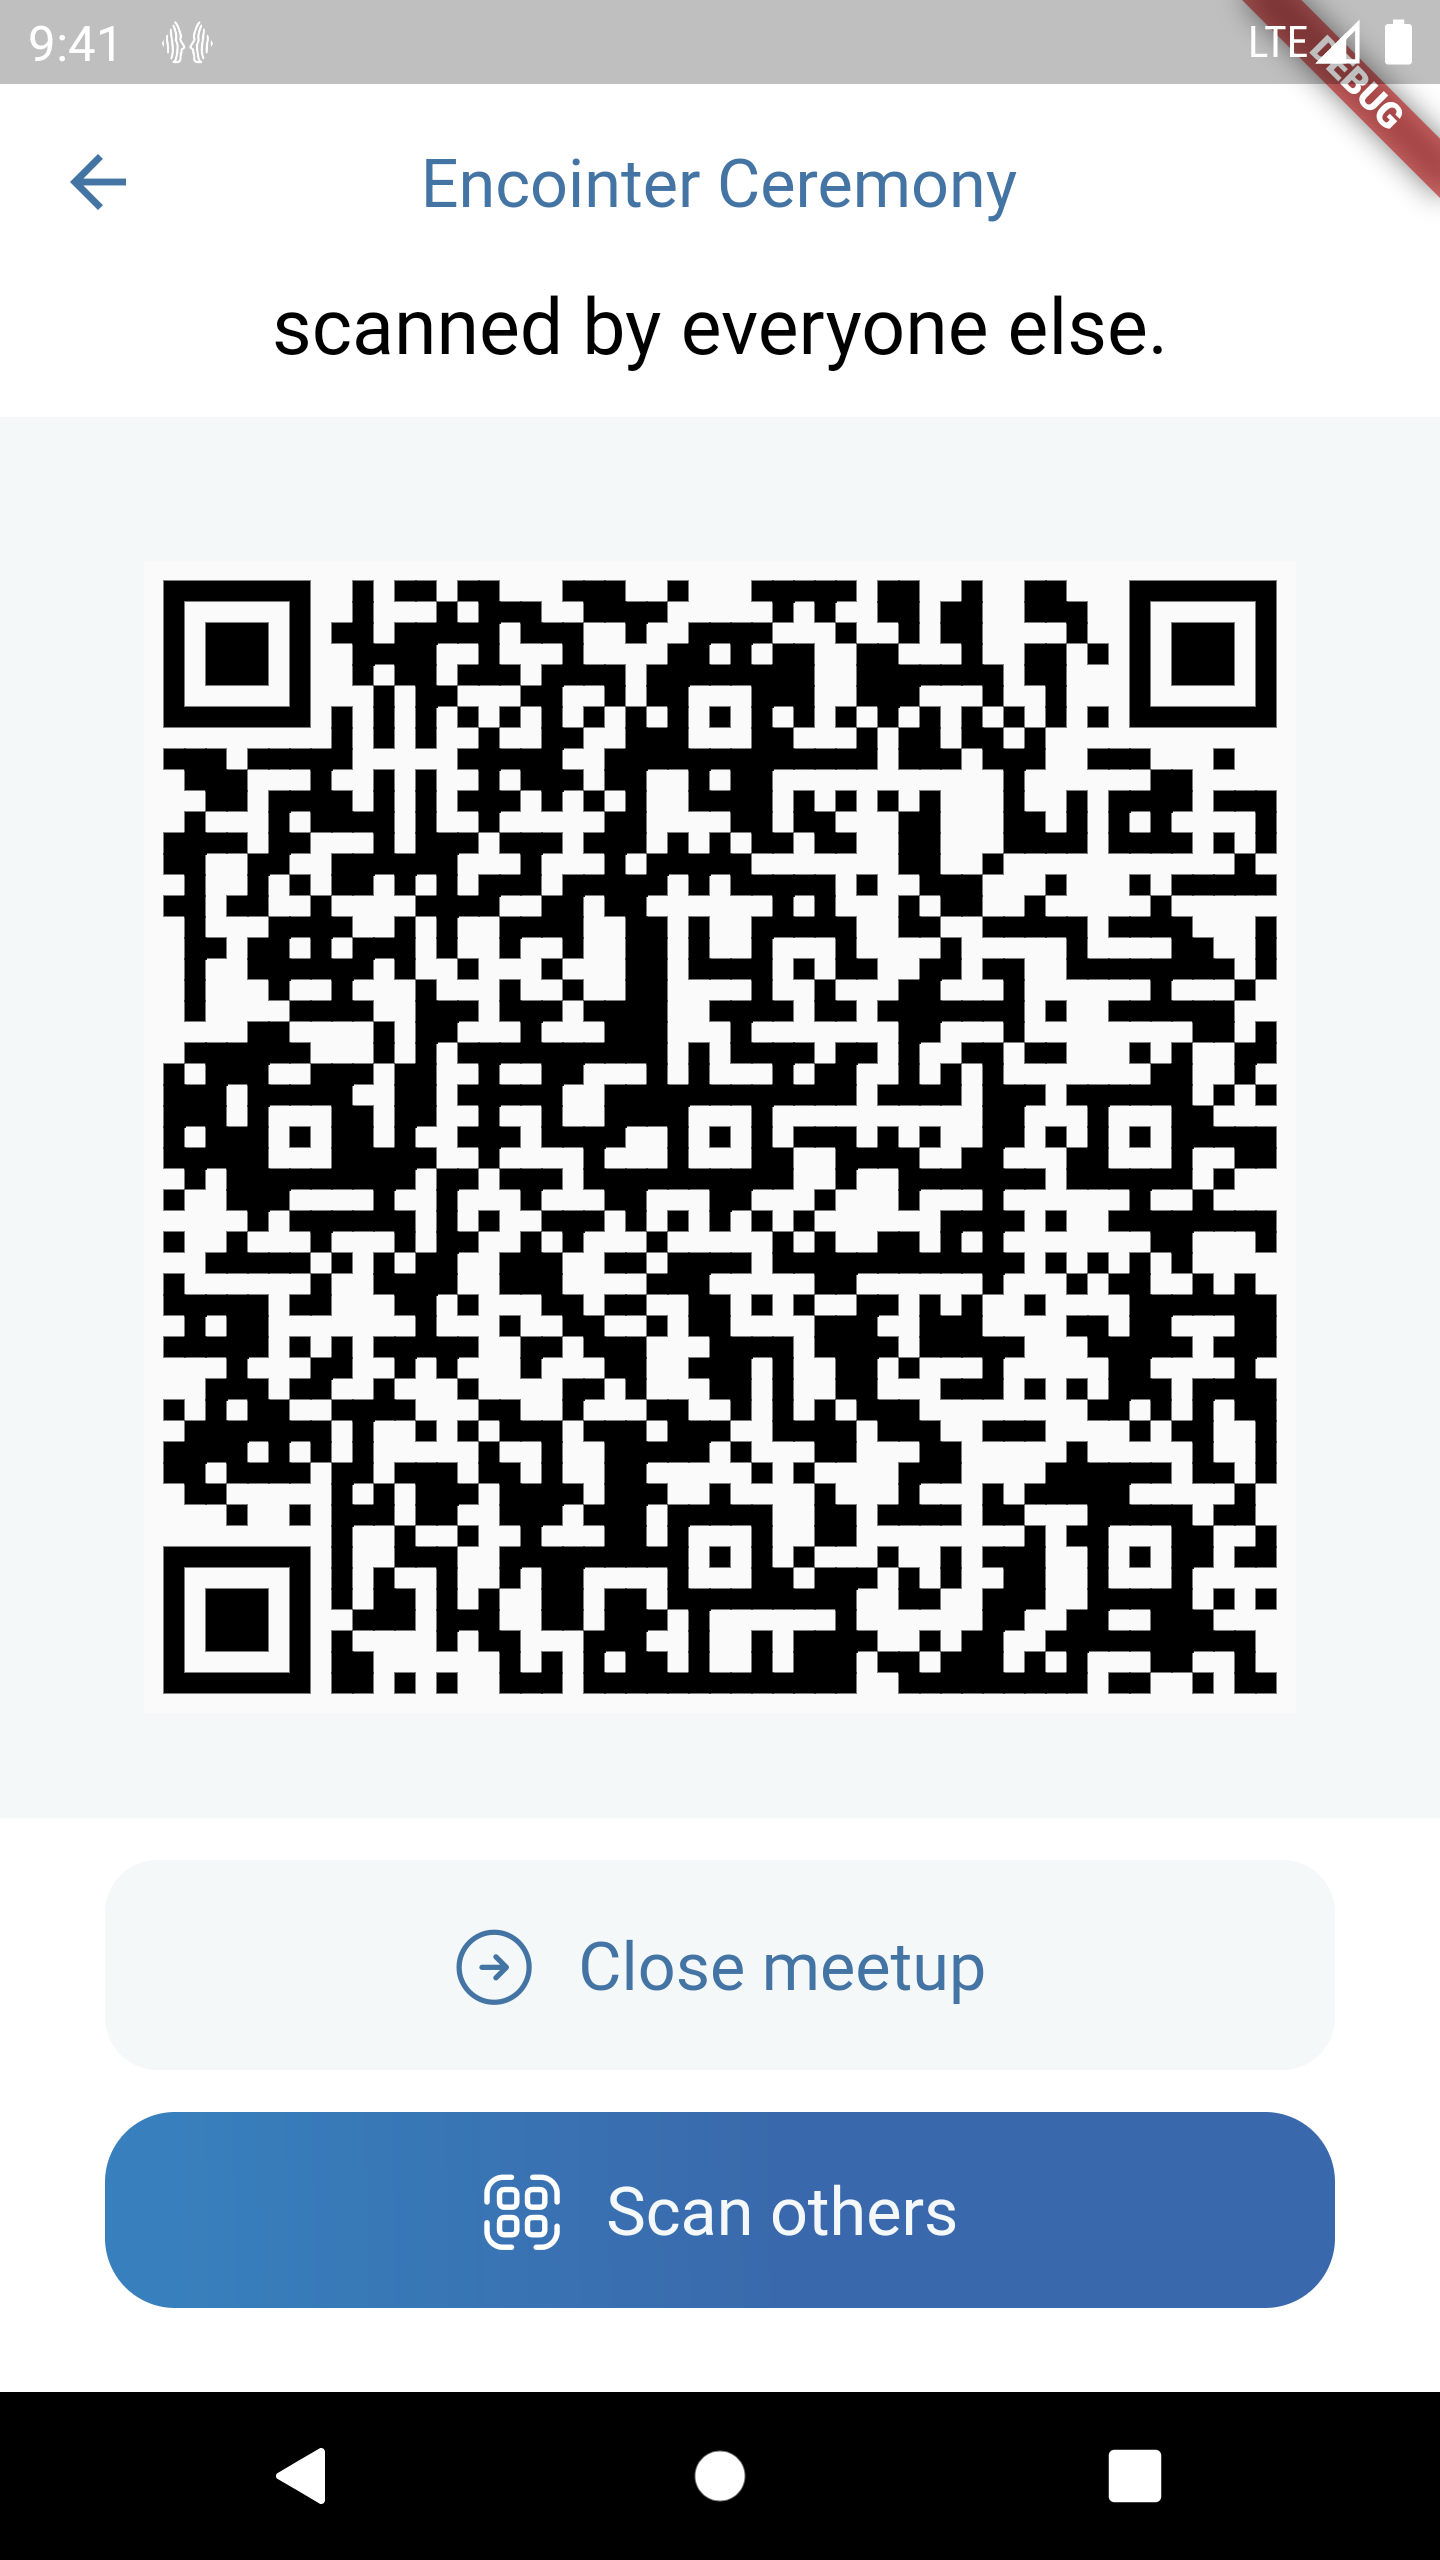 9:41
LTE
DEBUG
Encointer Ceremony
scanned by everyone else.
Close meetup
Scan others